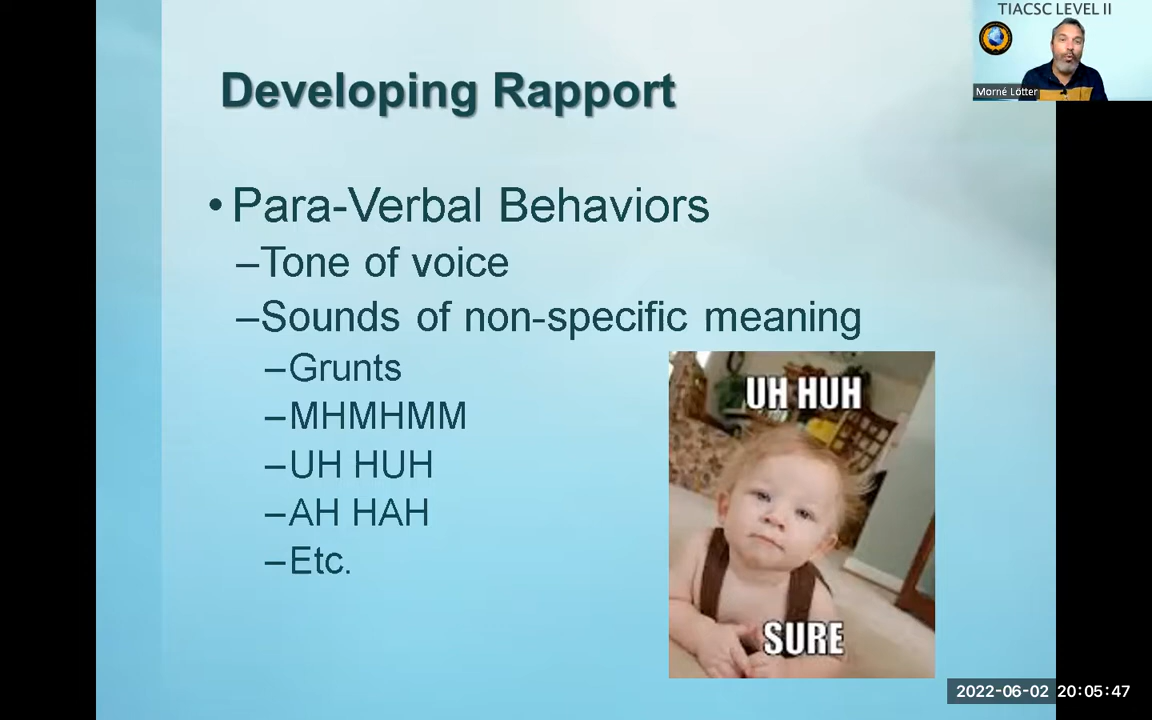 TIACSC LEVEL II
Morné Lötter
Developing Rapport
• Para-Verbal Behaviors
–Tone of voice
–Sounds of non-specific meaning
–Grunts
–MHMHMM
–UH HUH
–AH HAH
–Etc.
UH HUH
SURE
2022-06-02 20:05:47